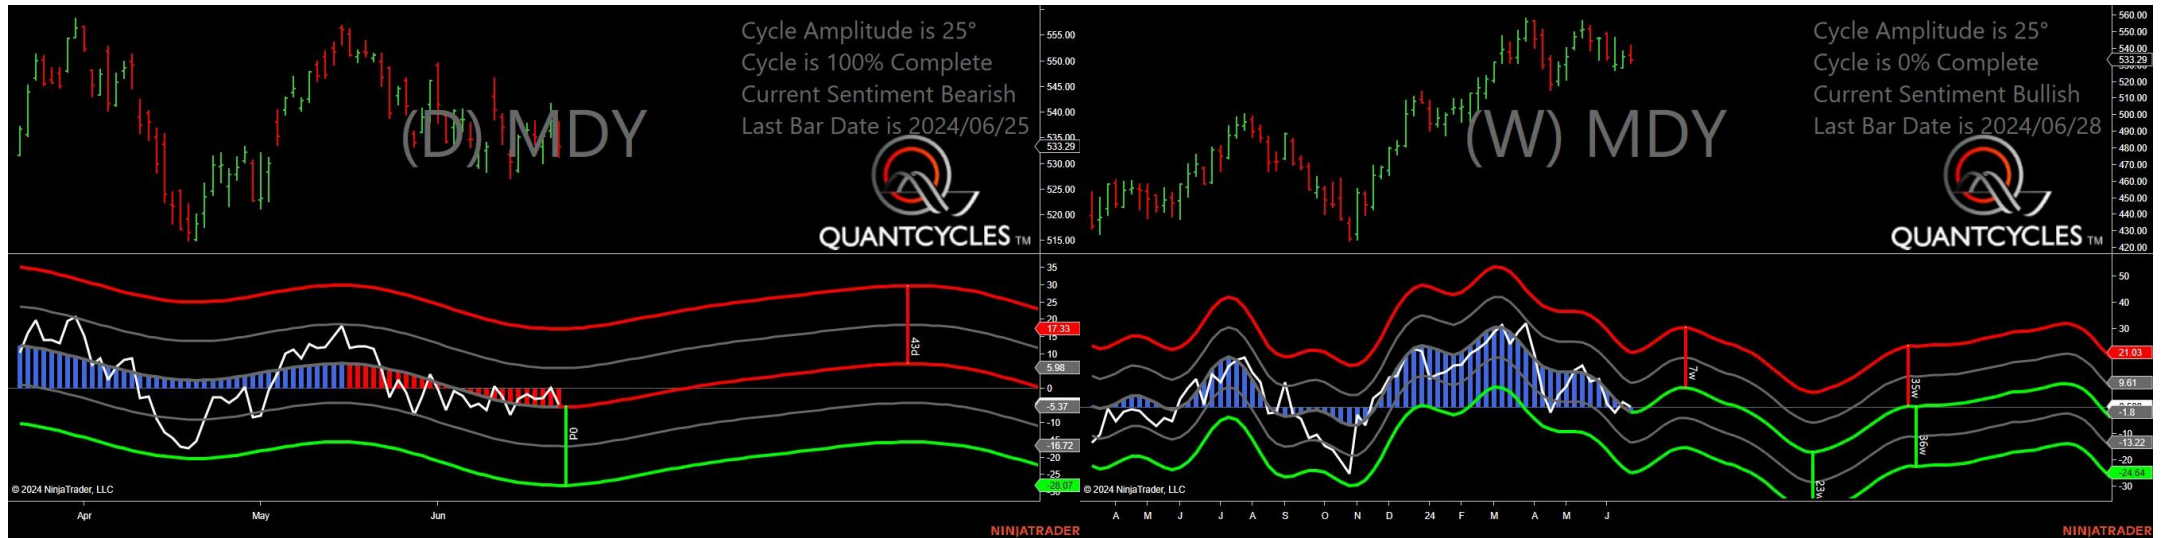 Cycle Amplitude is 25°
Cycle is 100% Complete
Current Sentiment Bearish
Last Bar Date is 2024/06/25
(D) MDY
QUANTCYCLES TM
555.00
550.00
545.00
540.00
535.00
533.29
530.00
525.00
520.00
515.00
35
30
25
20
17.33
15
10
5.98
0
-5.37
-10
-16.72
-20
-25
-28.07
43d
0d
© 2024 NinjaTrader, LLC
Apr
May
Jun
NINJATRADER
Cycle Amplitude is 25°
Cycle is 0% Complete
Current Sentiment Bullish
Last Bar Date is 2024/06/28
(W) MDY
QUANTCYCLES TM
560.00
550.00
540.00
533.29
520.00
510.00
500.00
490.00
480.00
470.00
460.00
450.00
440.00
430.00
420.00
50
40
30
21.03
9.61
-1.8
-10
-13.22
-20
-24.64
-30
7w
23w
35w
36w
© 2024 NinjaTrader, LLC
A M J J A S O N D 24 F M A M J
NINJATRADER